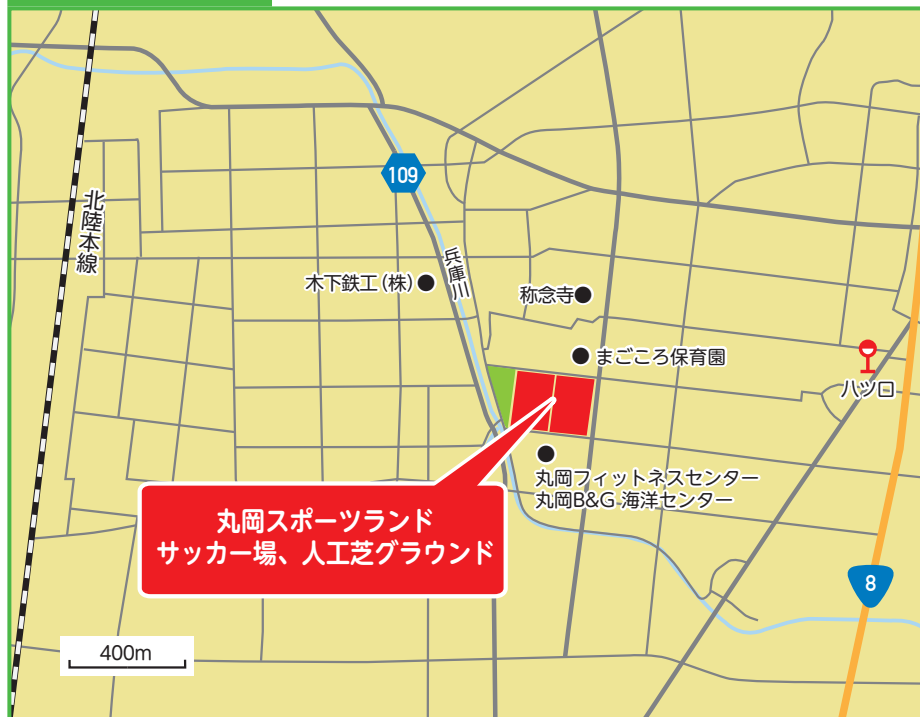 109
北陸本線
兵庫川
木下鉄工(株)
称念寺
まごころ保育園
八ツ口
丸岡フィットネスセンター
丸岡B&G 海洋センター
丸岡スポーツランド
サッカー場、人工芝グラウンド
8
400m